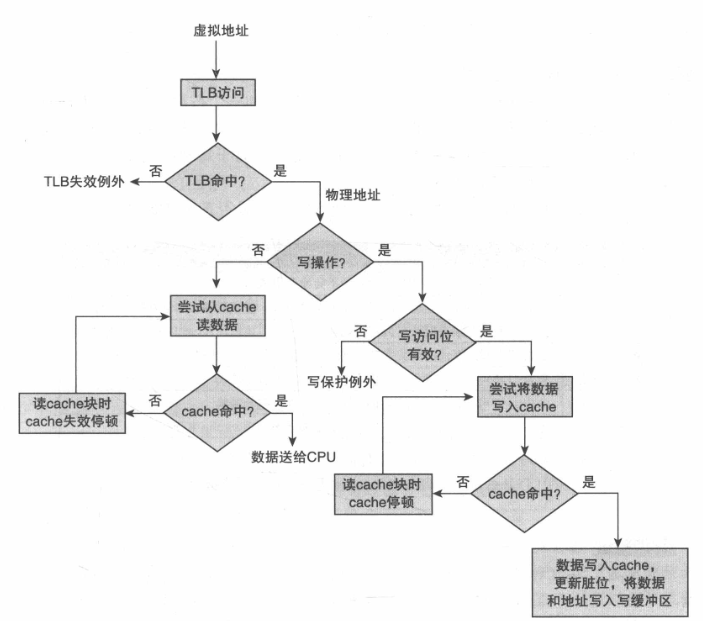 虚拟地址
TLB访问
TLB命中?
否
是
TLB失效例外
物理地址
写操作?
否
是
尝试从cache
读数据
写访问位
有效?
否
是
写保护例外
尝试将数据
写入cache
cache命中?
否
是
读cache块时
cache失效停顿
数据送给CPU
cache命中?
否
是
读cache块时
cache停顿
数据写入cache,
更新脏位，将数据
和地址写入写缓冲区